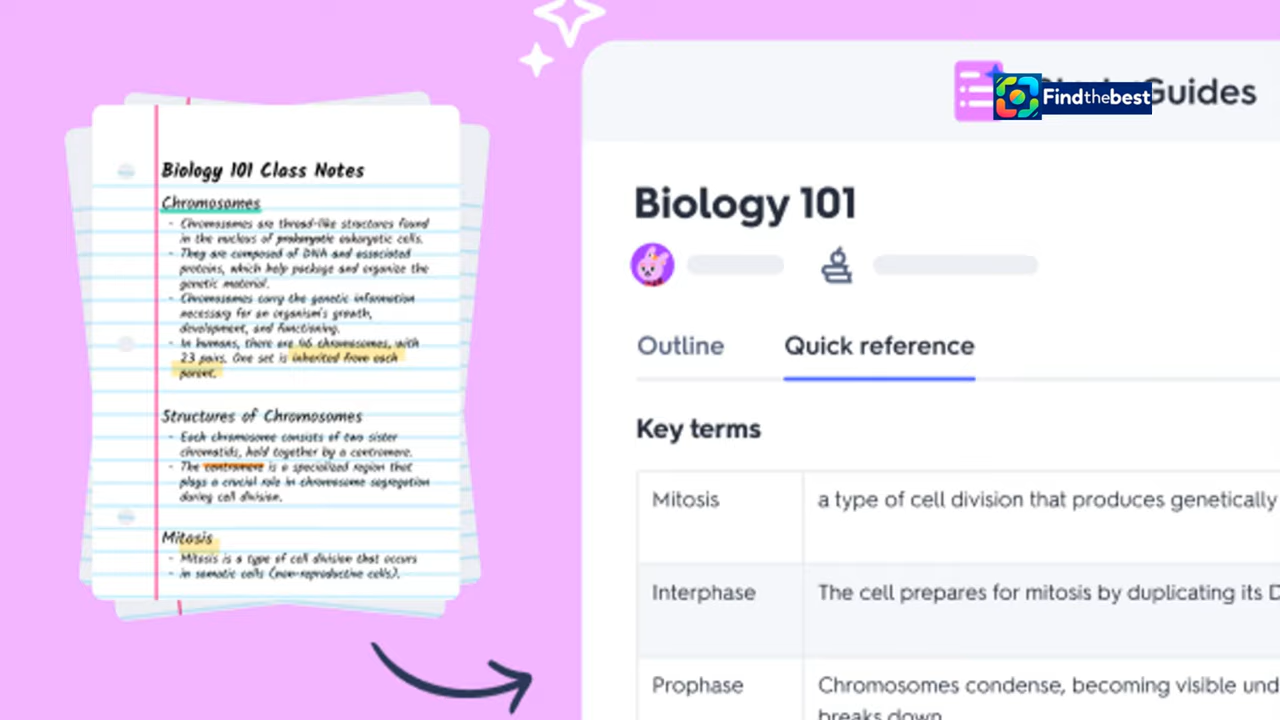 Biology 101 Class Notes
Chromosomes
- Chromosomes are thread-like structures found
in the nucleus of prokaryotic eukaryotic cells.
- They are composed of DNA and associated
proteins, which help package and organize the
genetic material.
- Chromosomes carry the genetic information
necessary for an organism's growth,
development, and functioning.
- In humans, there are 46 chromosomes, with
23 pairs. One set is inherited from each
parent.
Structures of Chromosomes
- Each chromosome consists of two sister
chromatids, held together by a centromere.
- The centromere is a specialized region that
plays a crucial role in chromosome segregation
during cell division.
Mitosis
- Mitosis is a type of cell division that occurs
- in somatic cells (non-reproductive cells).
Guides
Findthebest
Biology 101
Outline Quick reference
Key terms
Mitosis a type of cell division that produces genetically
Interphase The cell prepares for mitosis by duplicating its D
Prophase Chromosomes condense, becoming visible und
breaks down